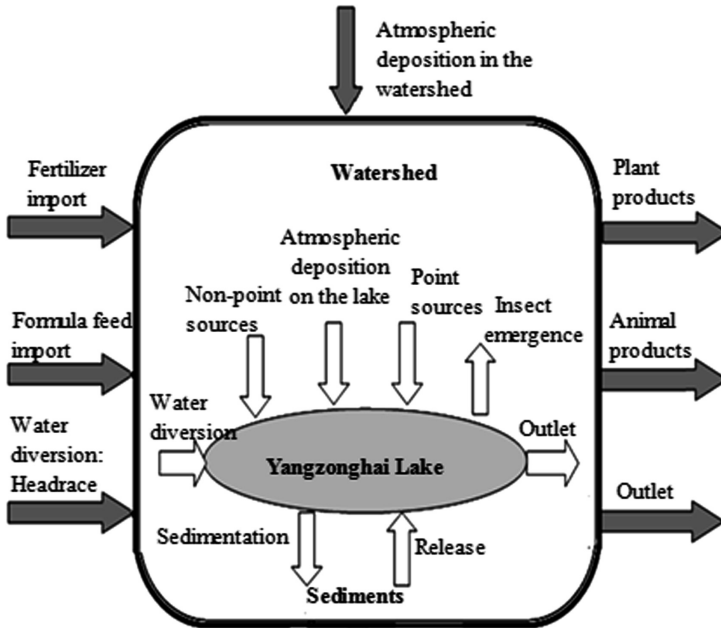 Atmospheric
deposition in the
watershed
Fertilizer
import
Watershed
Plant
products
Atmospheric
deposition
on the lake
Non-point
sources
Point
sources
Insect
emergence
Formula feed
import
Animal
products
Water
diversion
Outlet
Water
diversion:
Headrace
Yangzonghai Lake
Outlet
Sedimentation
Release
Sediments